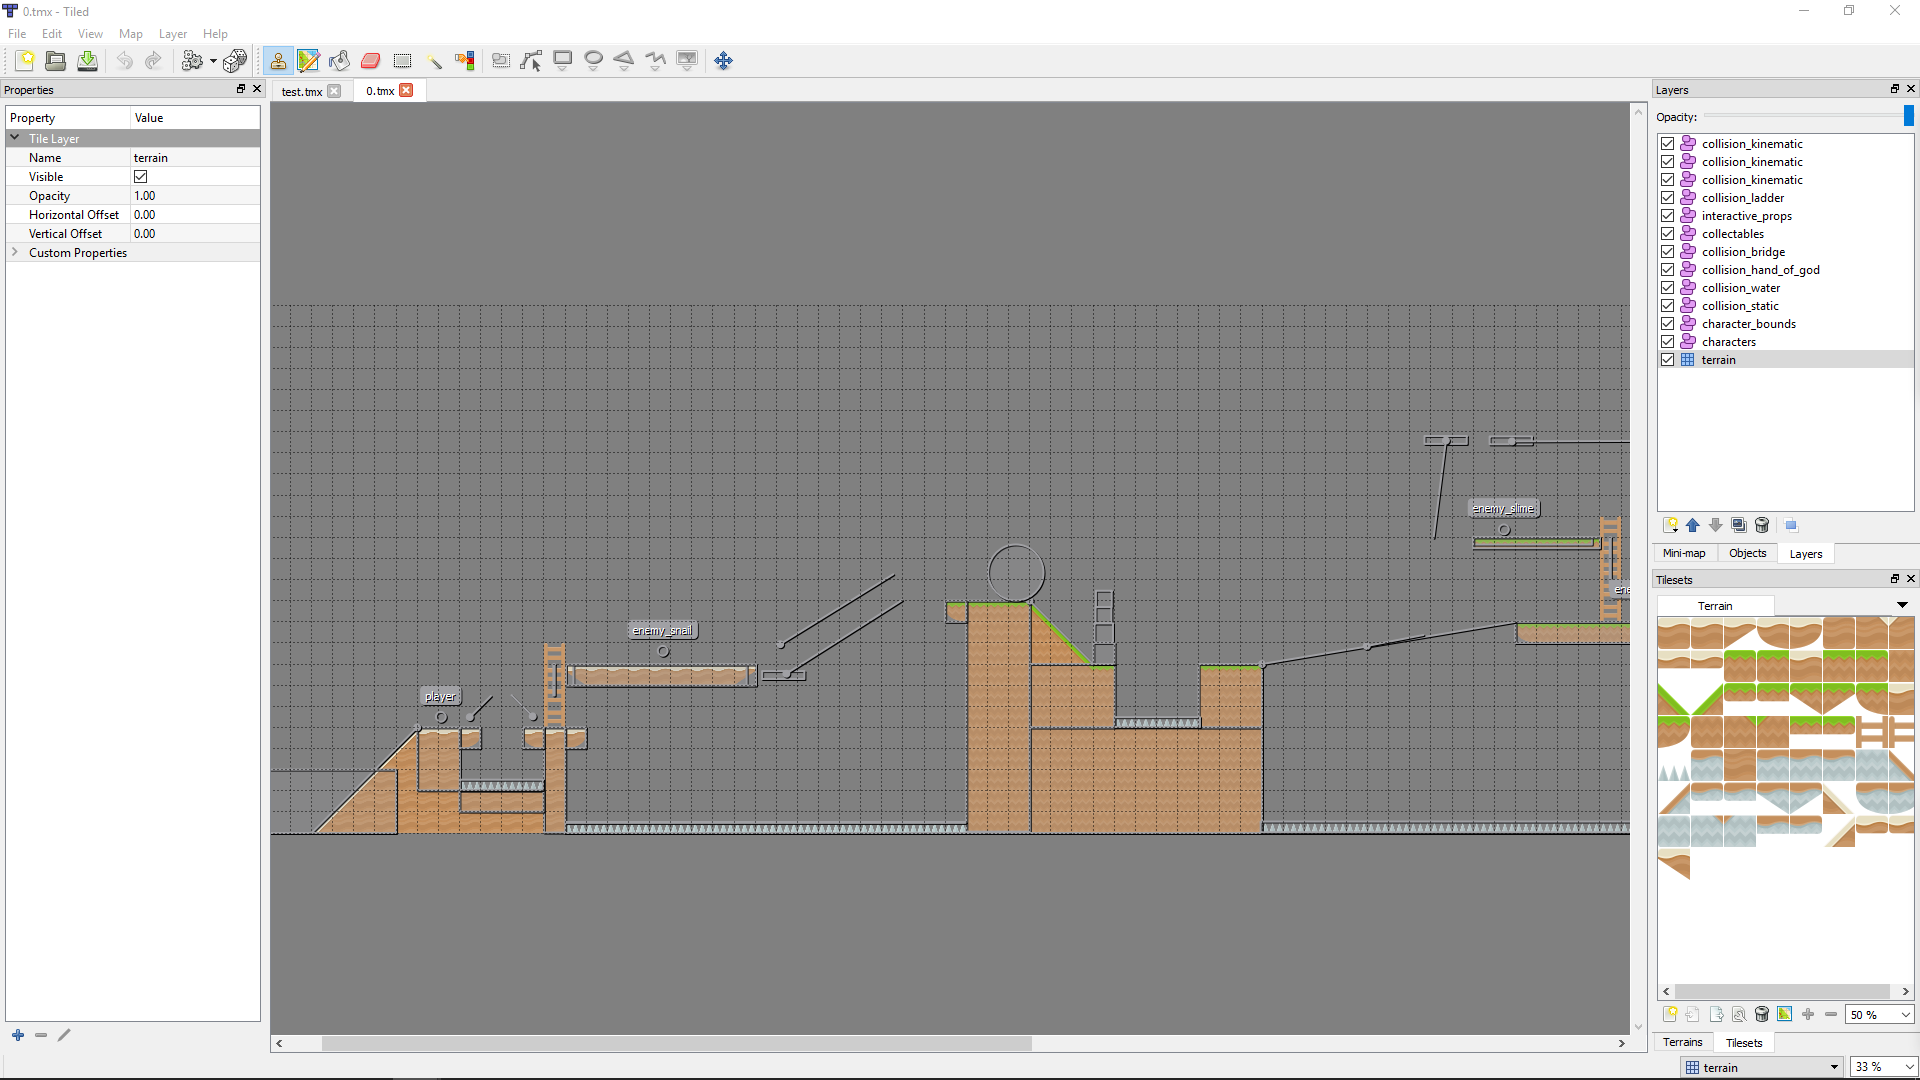 0.tmx - Tiled
File Edit View Map Layer Help
Properties
test.tmx 0.tmx
Property Value
Tile Layer
Name terrain
Visible
Opacity 1.00
Horizontal Offset 0.00
Vertical Offset 0.00
Custom Properties
enemy_slime
ene
enemy_snail
player
Layers
Opacity:
collision_kinematic
collision_kinematic
collision_kinematic
collision_ladder
interactive_props
collectables
collision_bridge
collision_hand_of_god
collision_water
collision_static
character_bounds
characters
terrain
Mini-map Objects Layers
Tilesets
Terrain
50 %
Terrains Tilesets
terrain 33 %